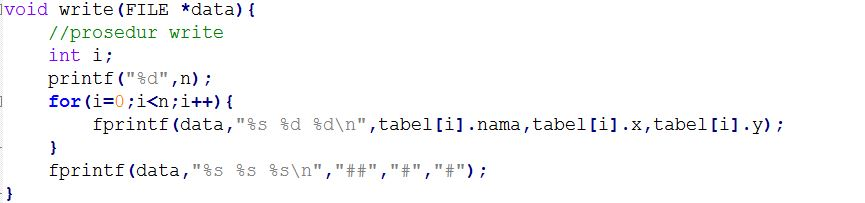 void write(FILE *data){
    //prosedur write
    int i;
    printf("%d",n);
    for(i=0;i<n;i++){
        fprintf(data,"%s %d %d\n",tabel[i].nama,tabel[i].x,tabel[i].y);
    }
    fprintf(data,"%s %s %s\n","##","#","#");
}